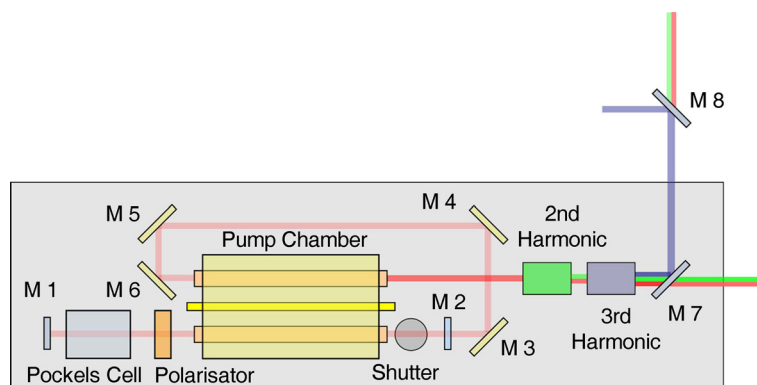 M 8
M 5
M 4
2nd
Harmonic
Pump Chamber
M 1
M 6
M 2
M 7
M 3
3rd
Harmonic
Pockels Cell
Polarisator
Shutter